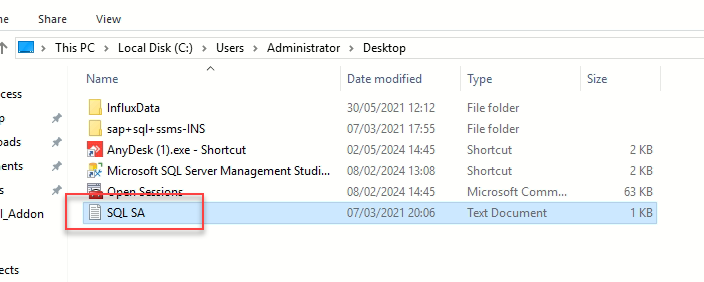 ne Share View
This PC > Local Disk (C:) > Users > Administrator > Desktop
Name Date modified Type Size
cess
InfluxData 30/05/2021 12:12 File folder
sap+sql+ssms-INS 07/03/2021 17:55 File folder
oads
AnyDesk (1).exe - Shortcut 02/05/2024 14:45 Shortcut 2 KB
ents
Microsoft SQL Server Management Studi... 08/02/2024 13:08 Shortcut 2 KB
s
Open Sessions 08/02/2024 14:45 Microsoft Comm... 63 KB
l_Addon
SQL SA 07/03/2021 20:06 Text Document 1 KB
ects